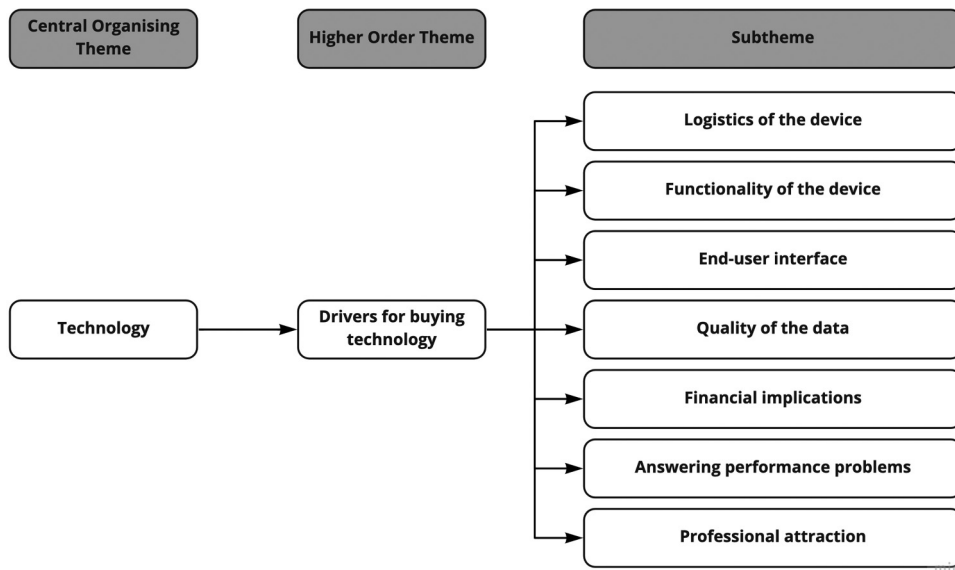 Central Organising
Theme
Higher Order Theme
Subtheme
Logistics of the device
Functionality of the device
End-user interface
Technology
Drivers for buying
technology
Quality of the data
Financial implications
Answering performance problems
Professional attraction